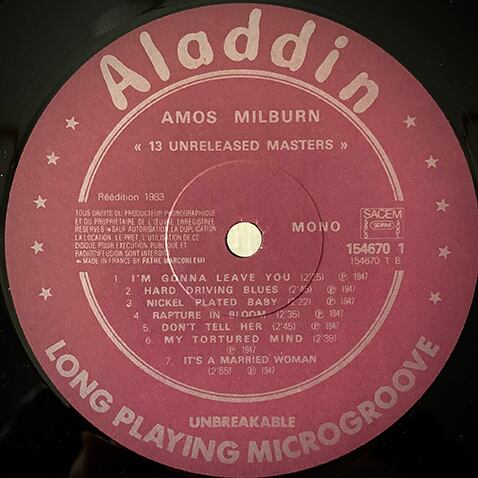 Aladdin
AMOS MILBURN
« 13 UNRELEASED MASTERS »
Réédition 1983
TOUS DROITS DU PRODUCTEUR PHONOGRAPHIQUE
ET DU PROPRIETAIRE DE L'ŒUVRE ENREGISTREE
RESERVES ★ SAUF AUTORISATION LA DUPLICATION
LA LOCATION, LE PRET, L'UTILISATION DE CE
DISQUE POUR EXECUTION PUBLIQUE ET
RADIODIFFUSION SONT INTERDITS
★ MADE IN FRANCE BY PATHE MARCONI EMI
MONO
SACEM
SDRM
154670 1
154670 1 B
1. I'M GONNA LEAVE YOU (2'25) Ⓟ 1947
2. HARD DRIVING BLUES (2'43) Ⓟ 1947
3. NICKEL PLATED BABY (2'22) Ⓟ 1947
4. RAPTURE IN BLOOM (2'35) Ⓟ 1947
5. DON'T TELL HER (2'45) Ⓟ 1947
6. MY TORTURED MIND (2'39)
Ⓟ 1947
7. IT'S A MARRIED WOMAN
(2'55) Ⓟ 1947
UNBREAKABLE
LONG PLAYING MICROGROOVE